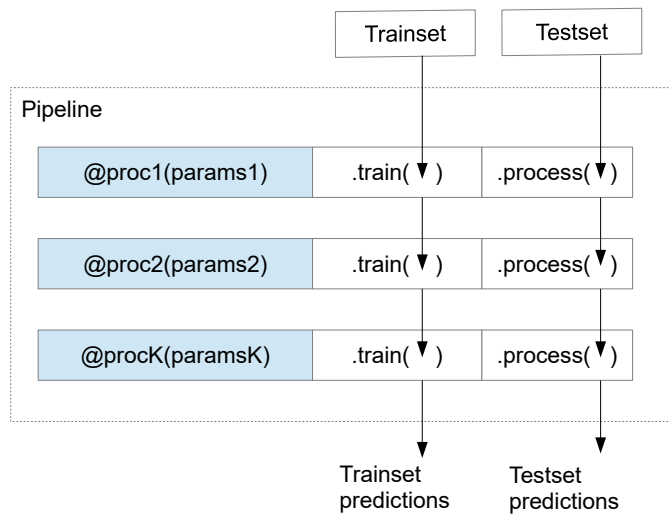 Trainset
Testset
Pipeline
@proc1(params1)
.train( )
.process( )
@proc2(params2)
.train( )
.process( )
@procK(paramsK)
.train( )
.process( )
Trainset
predictions
Testset
predictions